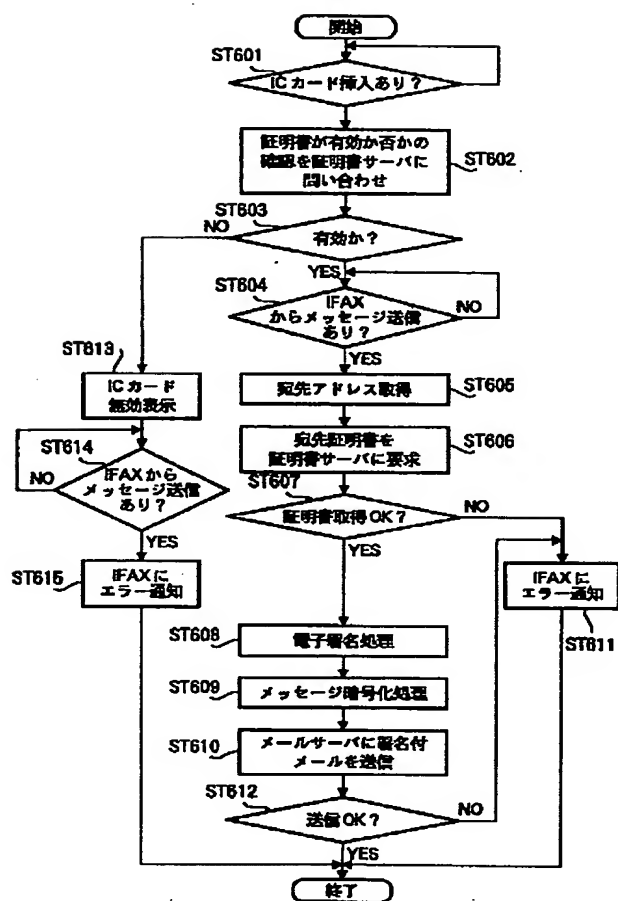 開始
ST601
ICカード挿入あり?
証明書が有効か否かの
確認を証明書サーバに
問い合わせ
ST602
ST603
NO
有効か?
YES
ST604
IFAX
からメッセージ送信
あり?
NO
YES
ST613
ICカード
無効表示
宛先アドレス取得
ST605
宛先証明書を
証明書サーバに要求
ST606
ST614
NO
IFAXから
メッセージ送信
あり?
YES
ST607
証明書取得OK?
NO
YES
ST615
IFAXに
エラー通知
IFAXに
エラー通知
ST611
ST608
電子署名処理
ST609
メッセージ暗号化処理
ST610
メールサーバに署名付
メールを送信
ST612
送信OK?
NO
YES
終了